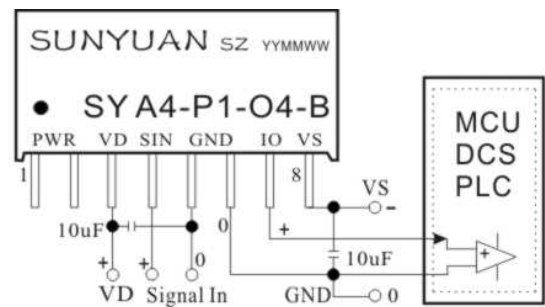 SUNYUAN SZ YYMMWW
SY A4-P1-O4-B
PWR VD SIN GND IO VS
1 8
VS
-
MCU
DCS
PLC
+
10uF 0
+
10uF
+ + 0
VD Signal In GND 0